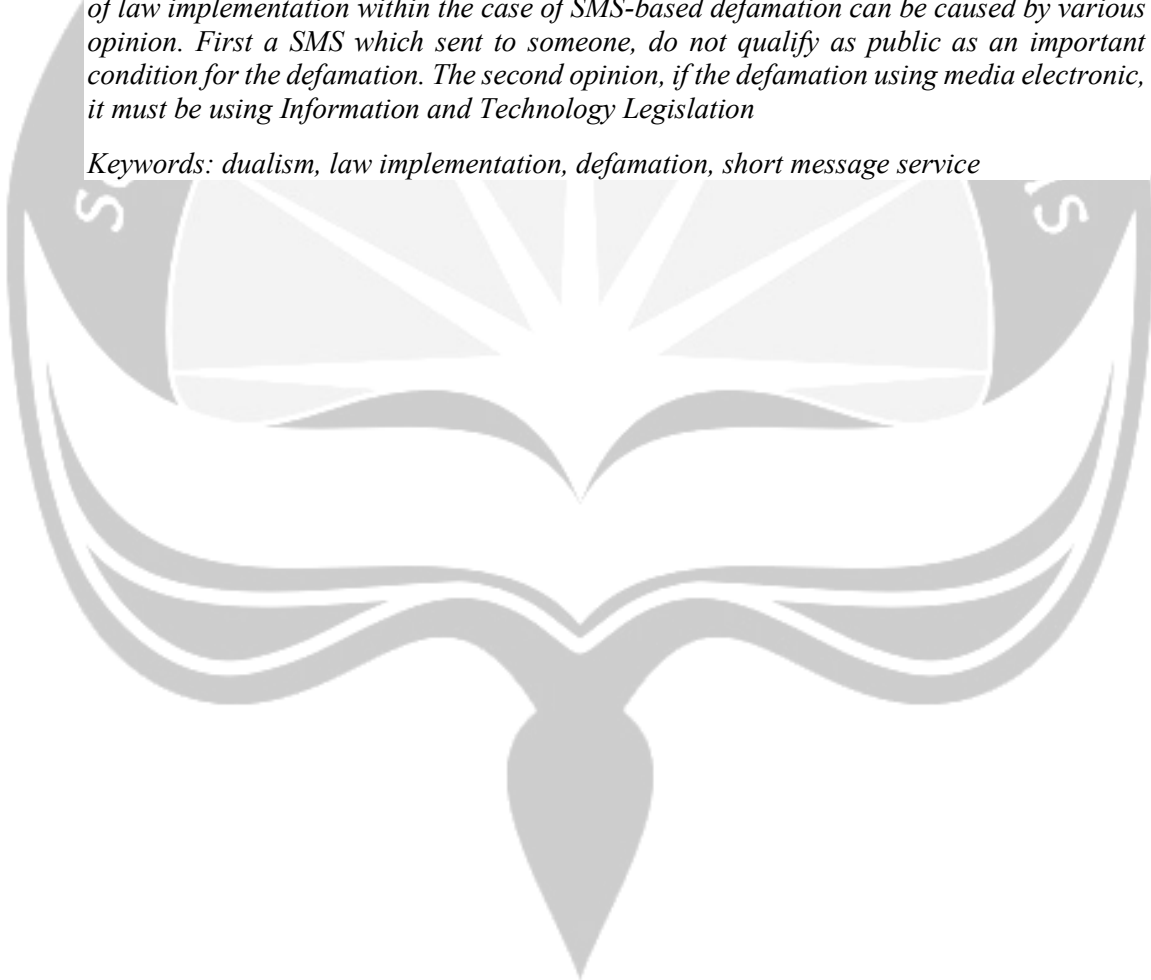 of law implementation within the case of SMS-based defamation can be caused by various
opinion. First a SMS which sent to someone, do not qualify as public as an important
condition for the defamation. The second opinion, if the defamation using media electronic,
it must be using Information and Technology Legislation
Keywords: dualism, law implementation, defamation, short message service